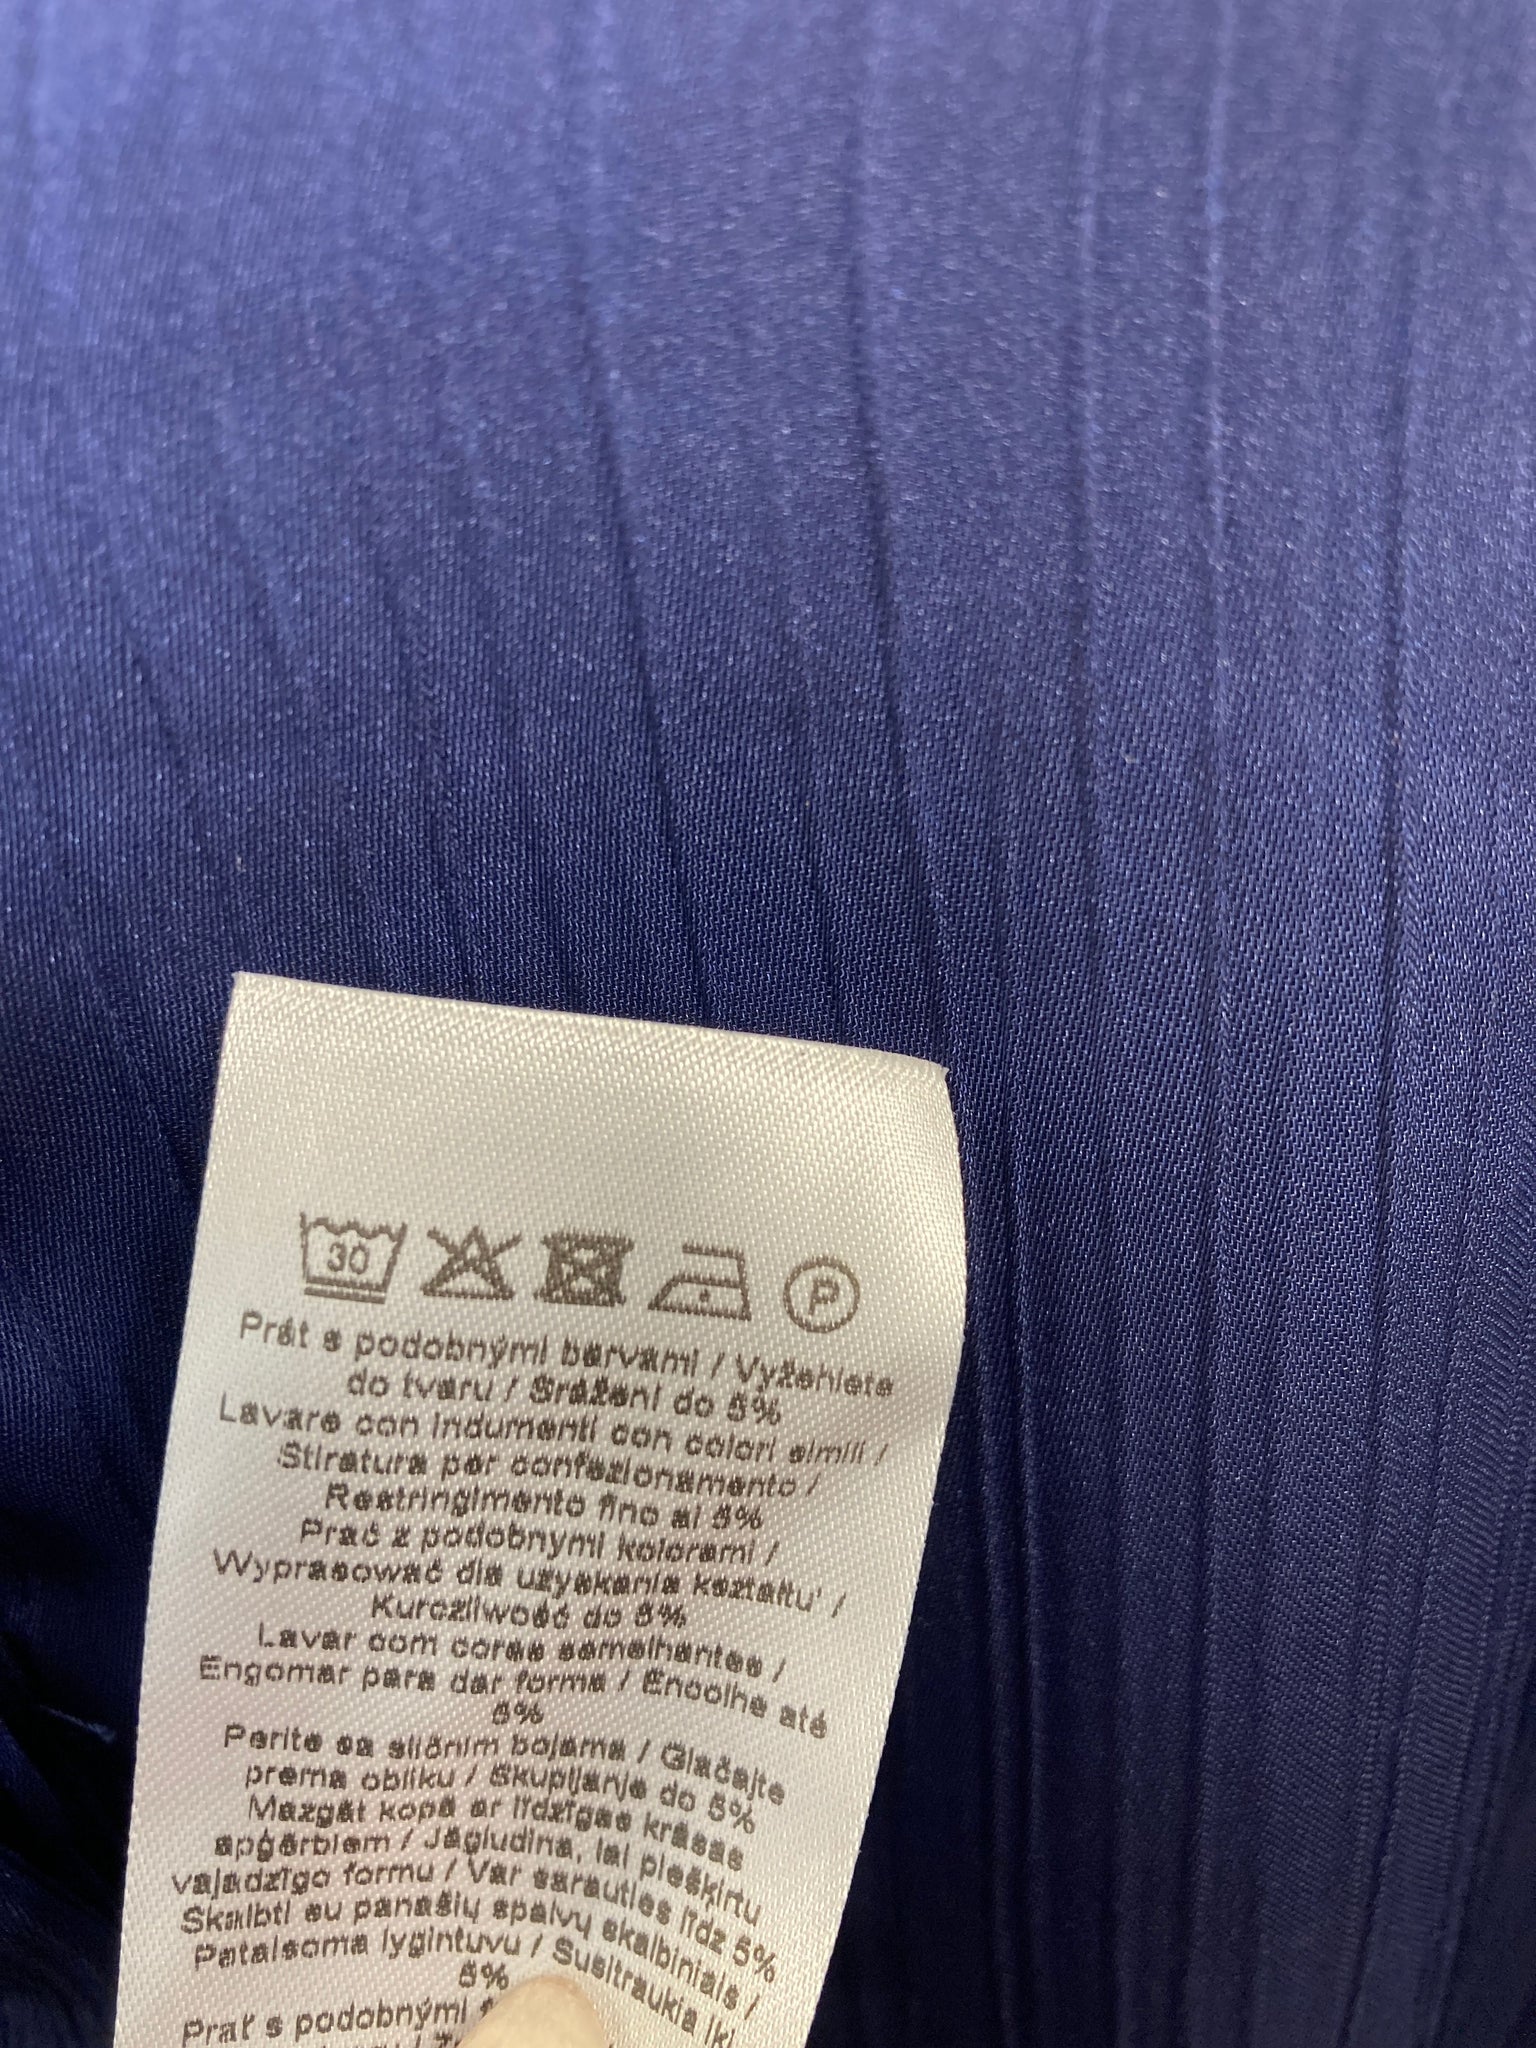 30
P
Prát s podobnými barvami / Vyžehlete
do tvaru / Srážení do 5%
Lavare con indumenti con colori simili /
Stiratura per confezionamento /
Restringimento fino al 5%
Prać z podobnymi kolorami /
Wyprasować dla uzyskania kształtu' /
Kurczliwość do 5%
Lavar com cores semelhantes /
Engomar para dar forma / Encolhe até
5%
Perite sa sličnim bojama / Glačajte
prema obliku / Skupljanje do 5%
Mazgāt kopā ar līdzīgas krāsas
apģērbiem / Jāgludina, lai piešķirtu
vajadzīgo formu / Var sarauties līdz 5%
Skalbti su panašių spalvų skalbiniais /
Patalsoma lygintuvu / Susitraukia iki
5%
Prať s podobnými